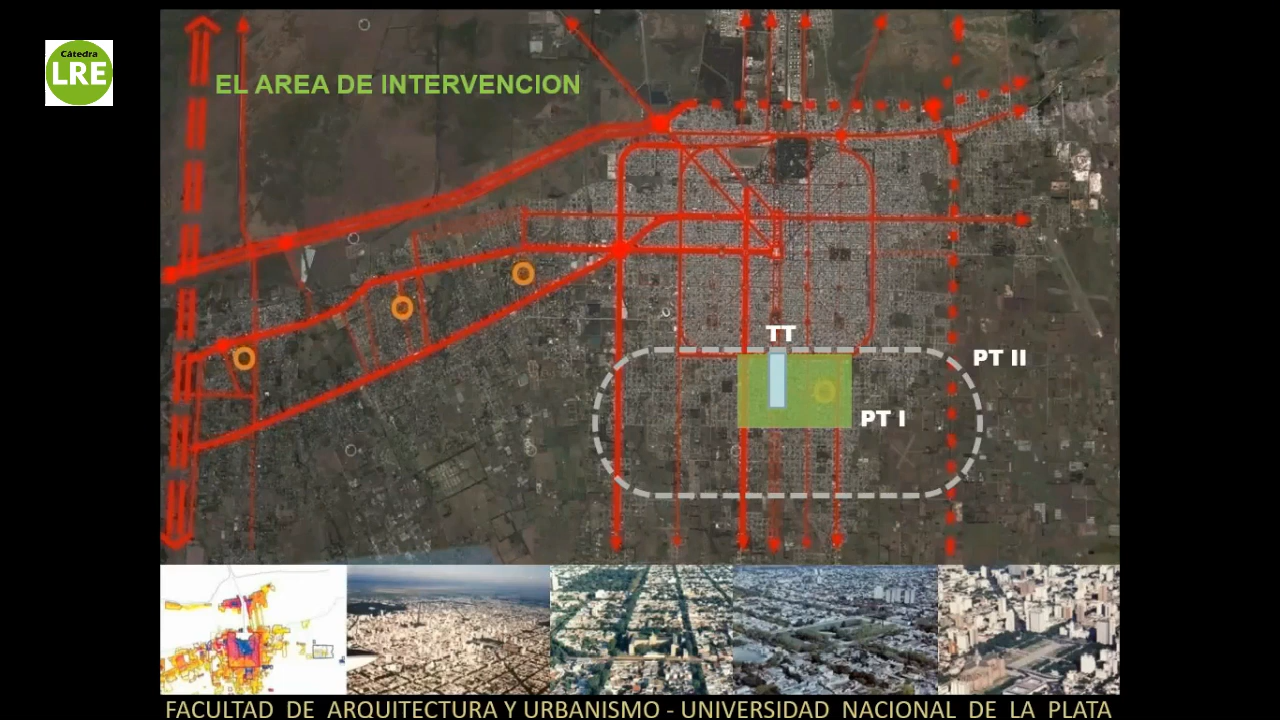 Cátedra
LRE
EL AREA DE INTERVENCION
TT
PT II
PT I
FACULTAD DE ARQUITECTURA Y URBANISMO - UNIVERSIDAD NACIONAL DE LA PLATA